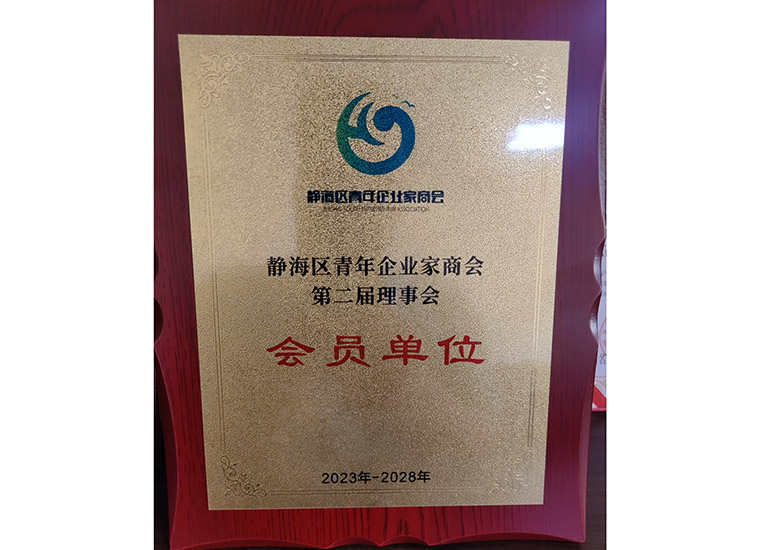 静海区青年企业家商会
静海区青年企业家商会
第二届理事会
会员单位
2023年-2028年